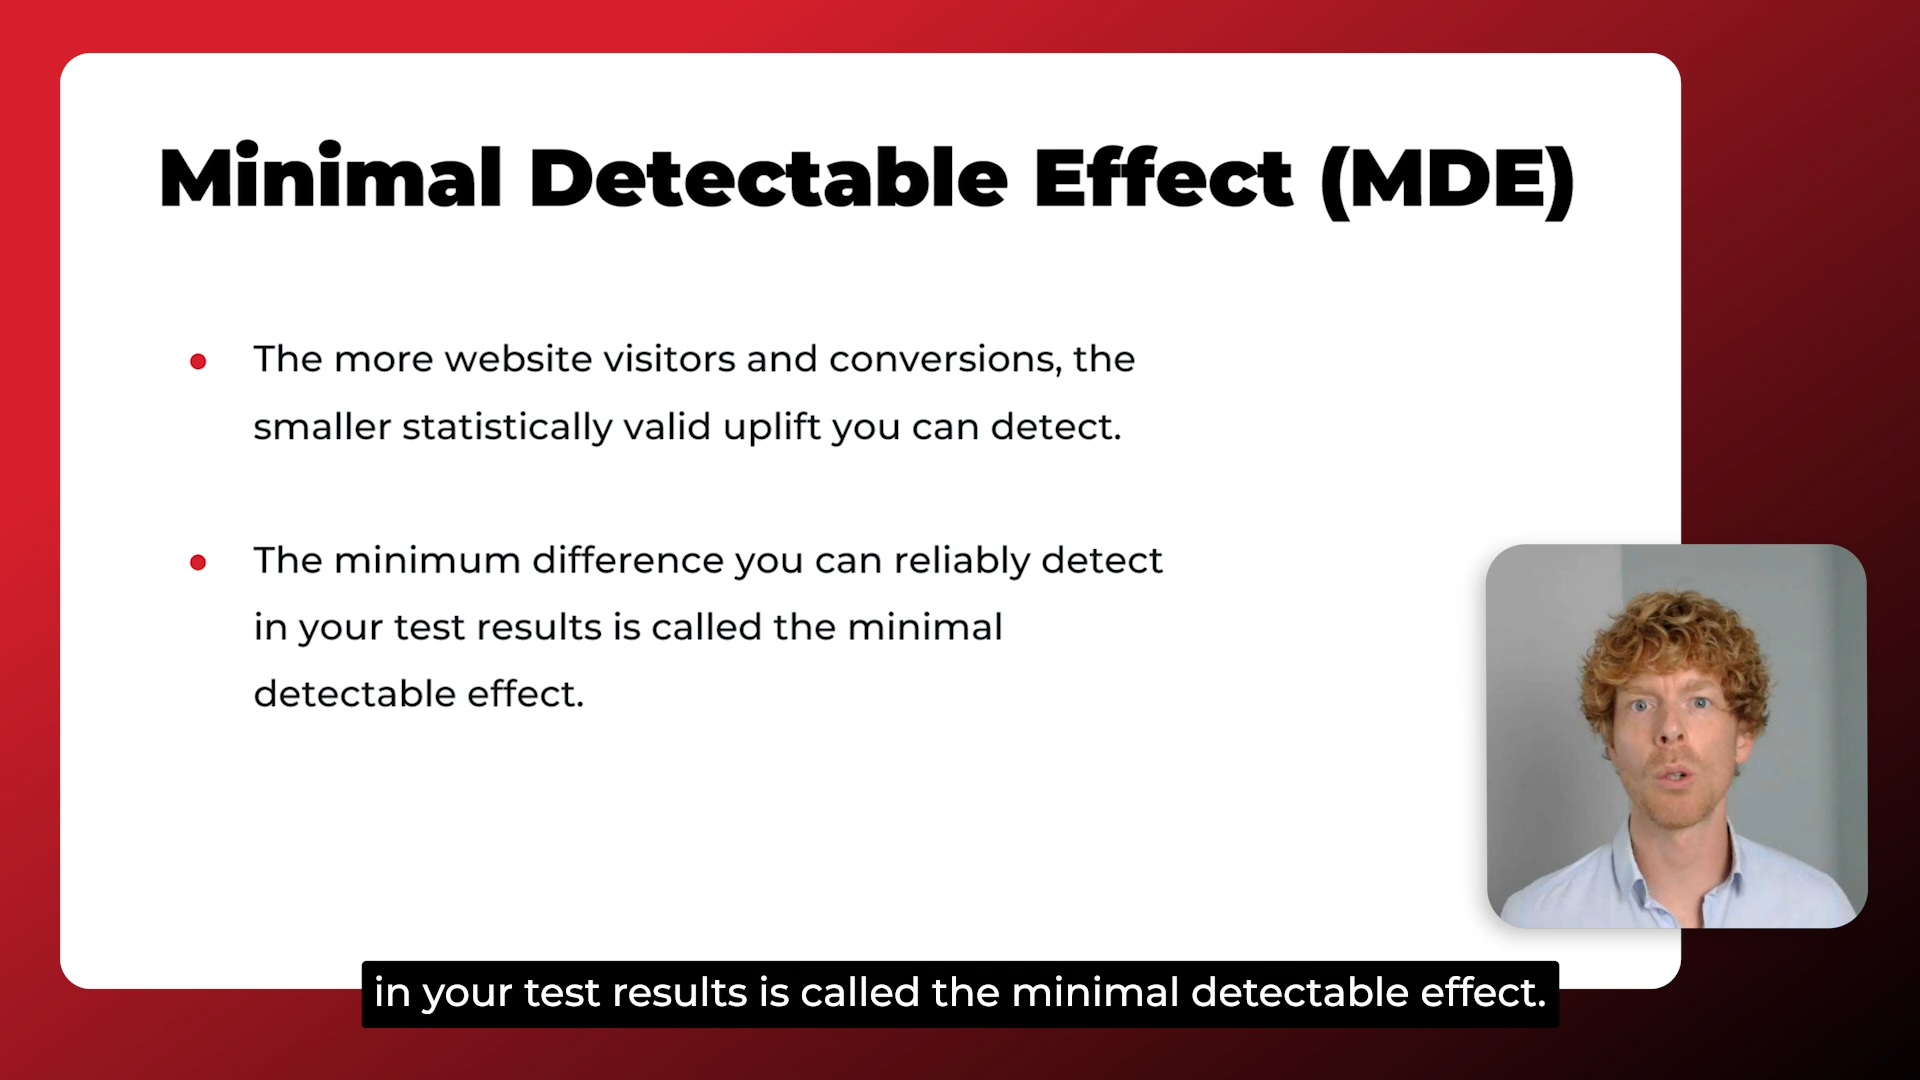 Minimal Detectable Effect (MDE)
The more website visitors and conversions, the
smaller statistically valid uplift you can detect.
The minimum difference you can reliably detect
in your test results is called the minimal
detectable effect.
in your test results is called the minimal detectable effect.